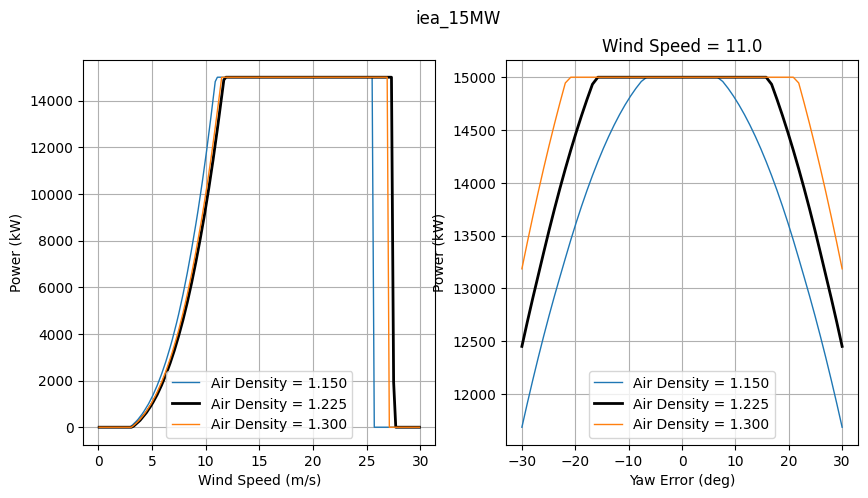 iea_15MW
Power (kW)
14000
12000
10000
8000
6000
4000
2000
0
0
5
10
15
20
25
30
Wind Speed (m/s)
Air Density = 1.150
Air Density = 1.225
Air Density = 1.300
Wind Speed = 11.0
Power (kW)
15000
14500
14000
13500
13000
12500
12000
−30
−20
−10
0
10
20
30
Yaw Error (deg)
Air Density = 1.150
Air Density = 1.225
Air Density = 1.300